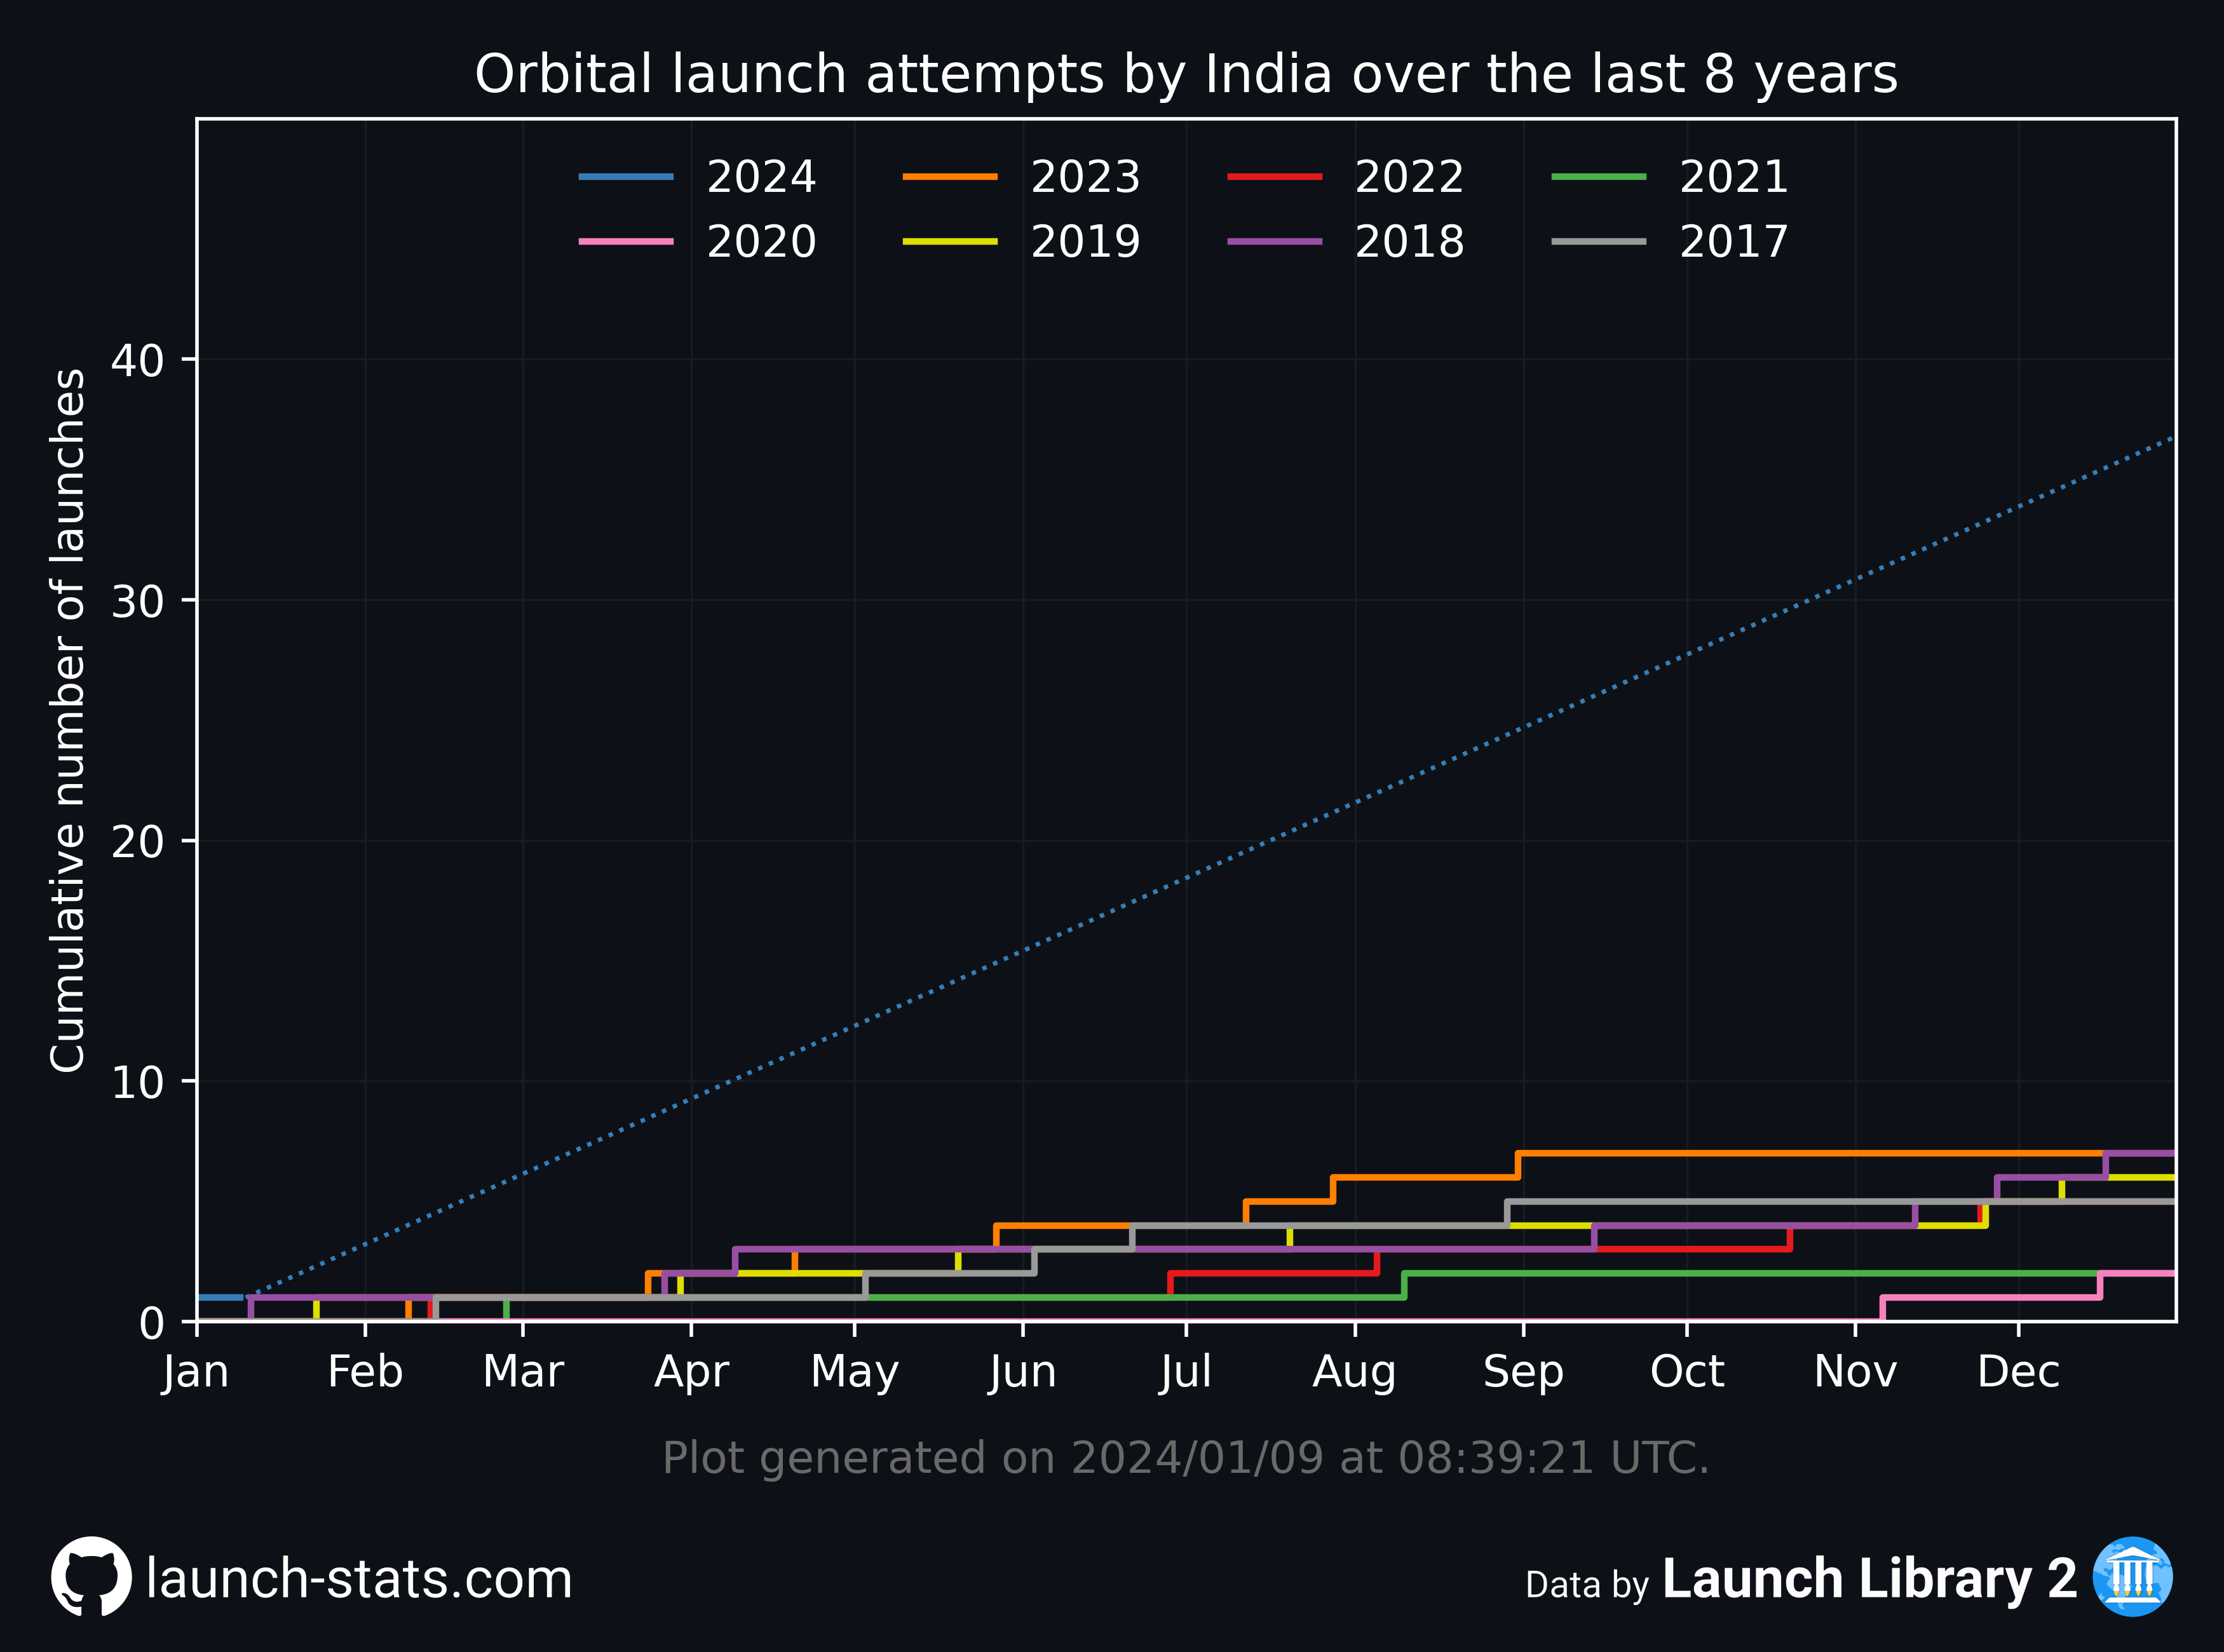 Orbital launch attempts by India over the last 8 years
2024 2023 2022 2021
2020 2019 2018 2017
Cumulative number of launches
40
30
20
10
0
Jan Feb Mar Apr May Jun Jul Aug Sep Oct Nov Dec
Plot generated on 2024/01/09 at 08:39:21 UTC.
launch-stats.com
Data by Launch Library 2